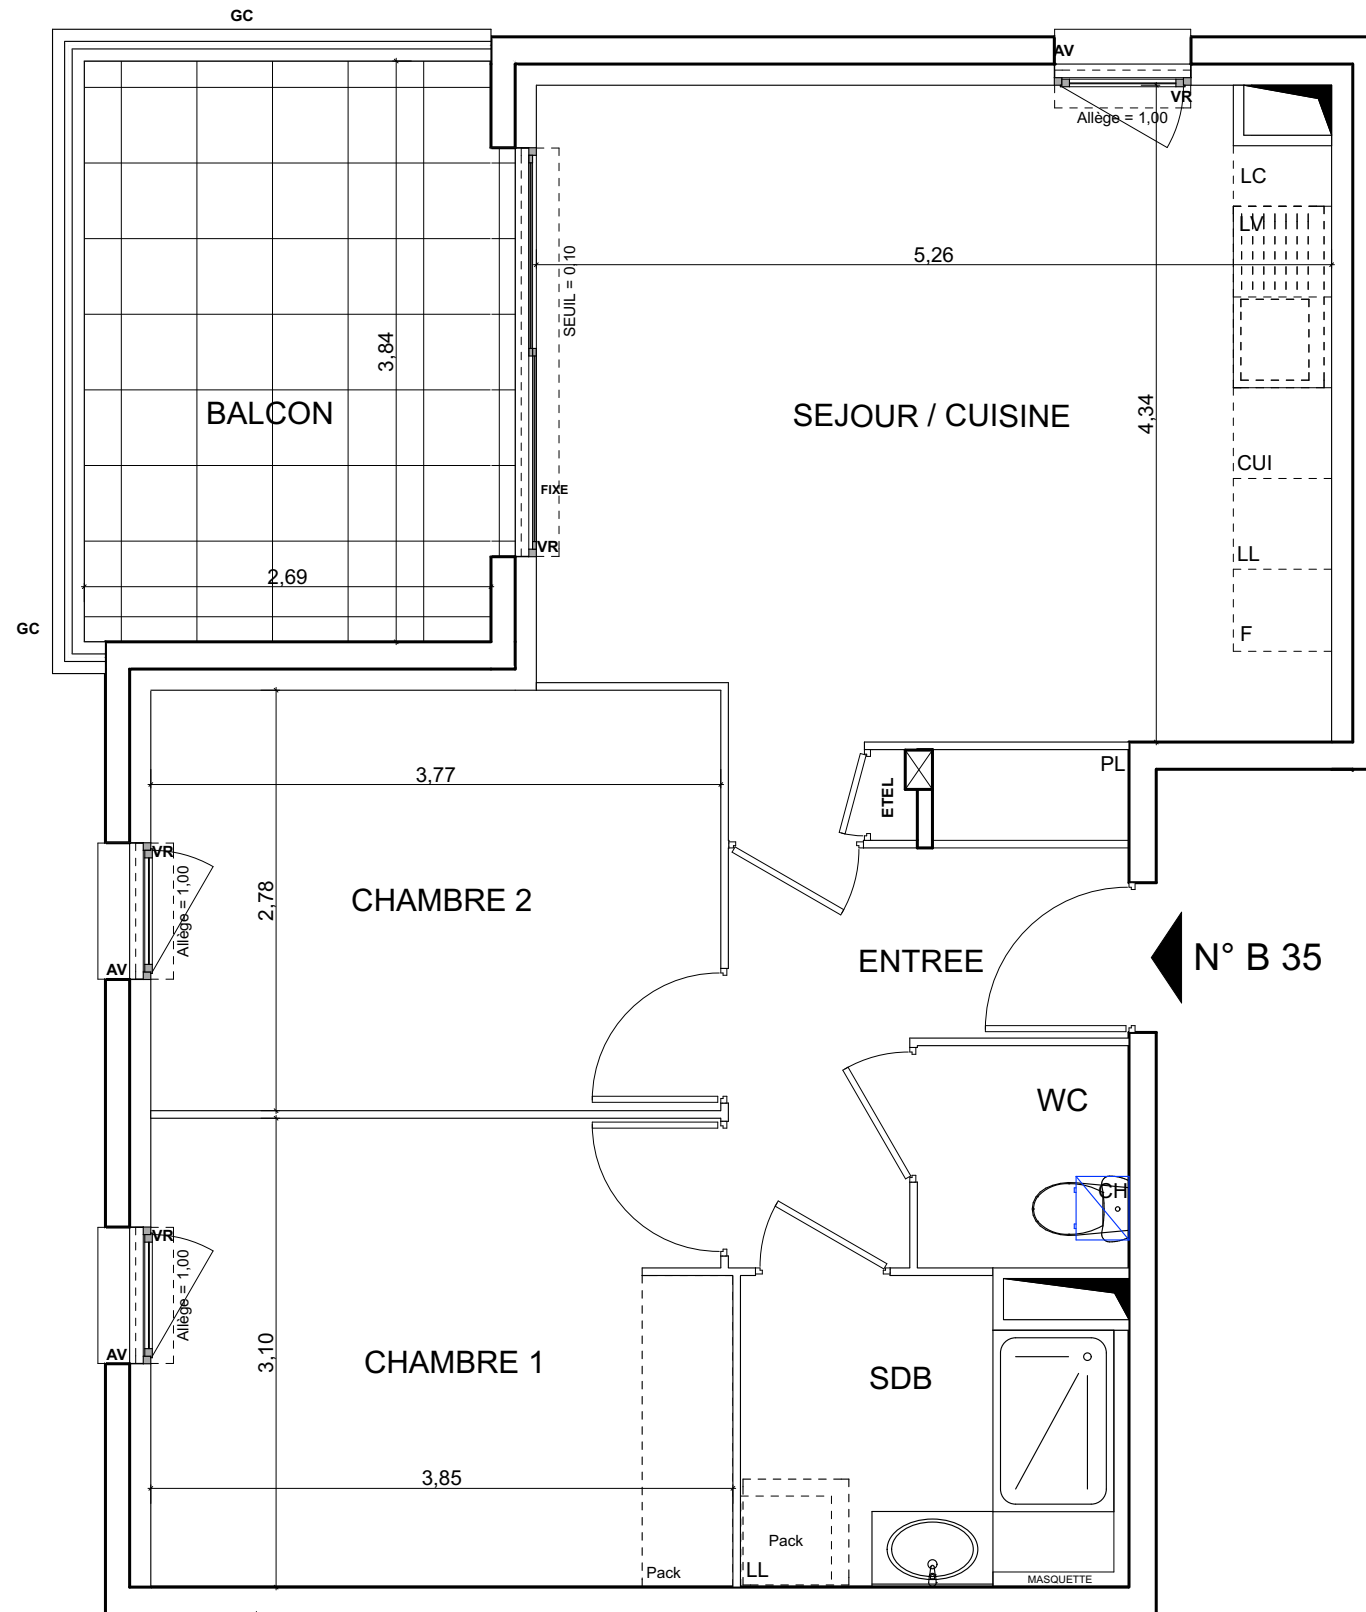 GC
AV
VR
Allège = 1,00
LC
LV
5,26
SEUIL = 0,10
3,84
BALCON
SEJOUR / CUISINE
4,34
CUI
FIXE
VR
LL
2,69
GC
F
PL
3,77
ETEL
VR
Allège = 1,00
2,78
CHAMBRE 2
ENTREE
N° B 35
AV
WC
CH
VR
Allège = 1,00
3,10
AV
CHAMBRE 1
SDB
3,85
Pack
Pack
LL
MASQUETTE